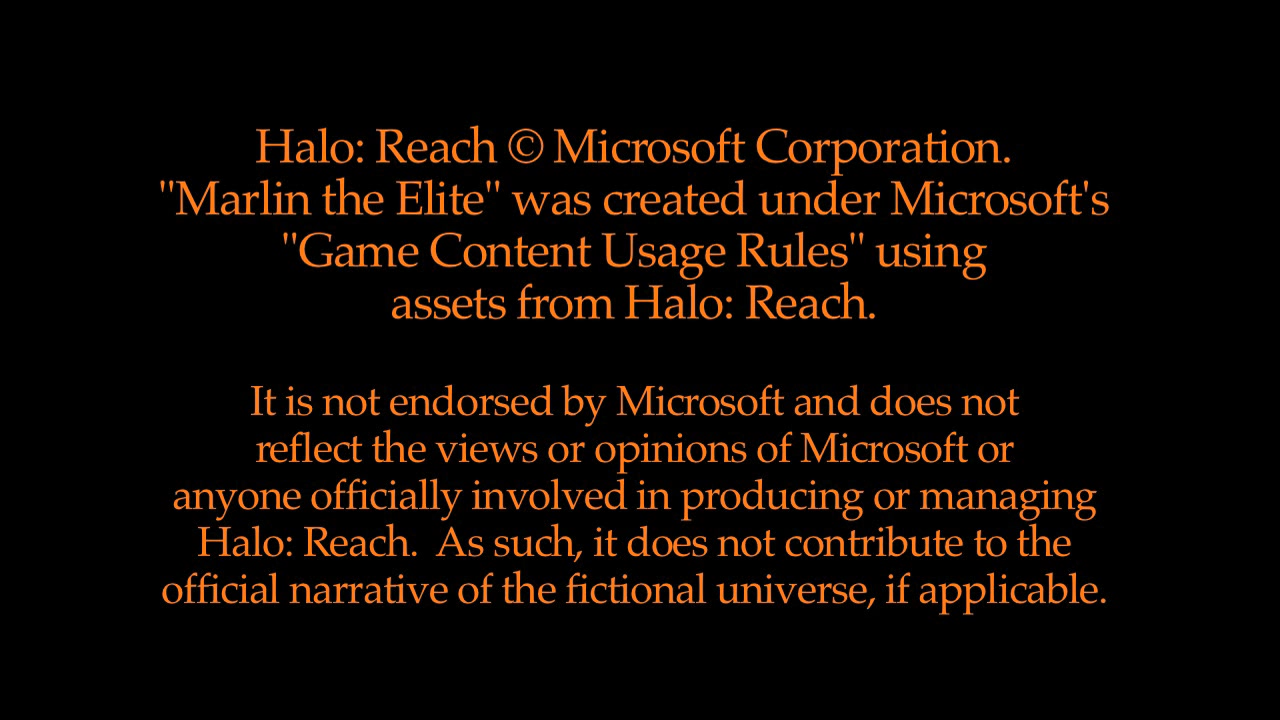 Halo: Reach © Microsoft Corporation.
"Marlin the Elite" was created under Microsoft's
"Game Content Usage Rules" using
assets from Halo: Reach.
It is not endorsed by Microsoft and does not
reflect the views or opinions of Microsoft or
anyone officially involved in producing or managing
Halo: Reach.  As such, it does not contribute to the
official narrative of the fictional universe, if applicable.